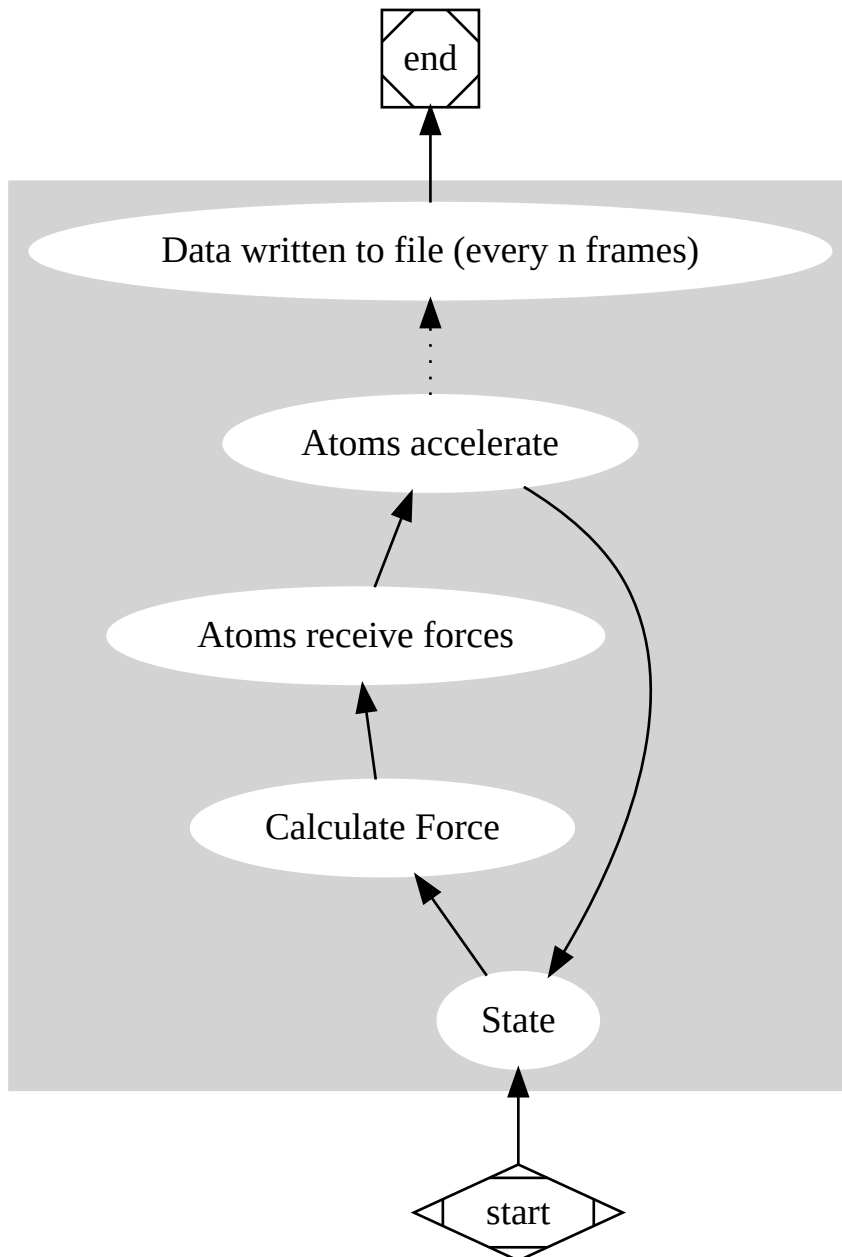 end
Data written to file (every n frames)
Atoms accelerate
Atoms receive forces
Calculate Force
State
start